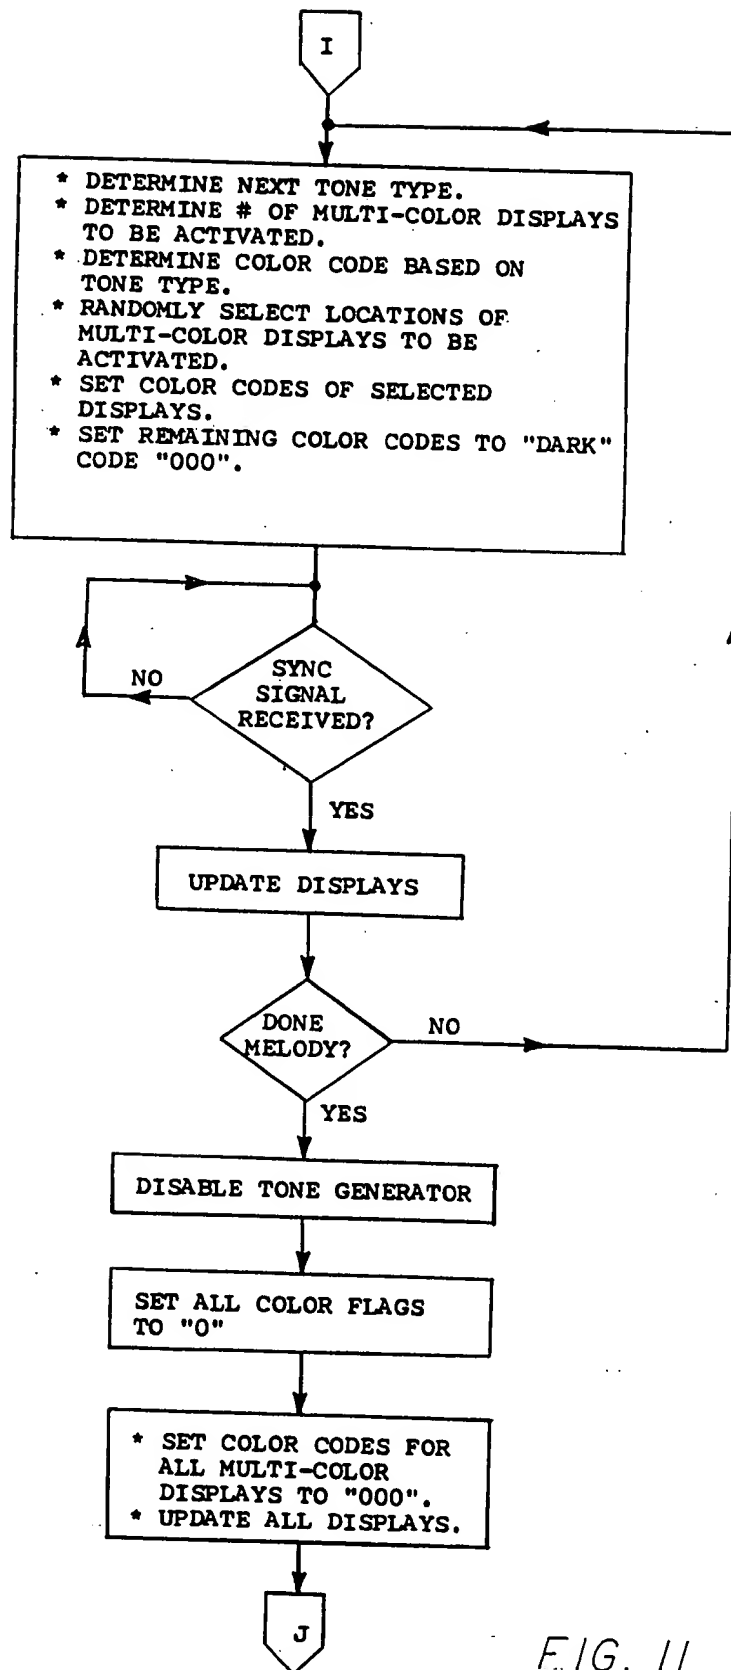 I
* DETERMINE NEXT TONE TYPE.
* DETERMINE # OF MULTI-COLOR DISPLAYS
TO BE ACTIVATED.
* DETERMINE COLOR CODE BASED ON
TONE TYPE.
* RANDOMLY SELECT LOCATIONS OF
MULTI-COLOR DISPLAYS TO BE
ACTIVATED.
* SET COLOR CODES OF SELECTED
DISPLAYS.
* SET REMAINING COLOR CODES TO "DARK"
CODE "000".
SYNC
SIGNAL
RECEIVED?
NO
YES
UPDATE DISPLAYS
DONE
MELODY?
NO
YES
DISABLE TONE GENERATOR
SET ALL COLOR FLAGS
TO "0"
* SET COLOR CODES FOR
ALL MULTI-COLOR
DISPLAYS TO "000".
* UPDATE ALL DISPLAYS.
J
FIG. 11